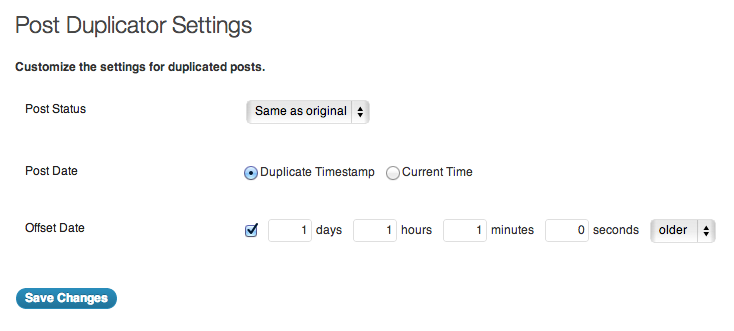 Post Duplicator Settings
Customize the settings for duplicated posts.
Post Status Same as original
Post Date Duplicate Timestamp Current Time
Offset Date 1 days 1 hours 1 minutes 0 seconds older
Save Changes